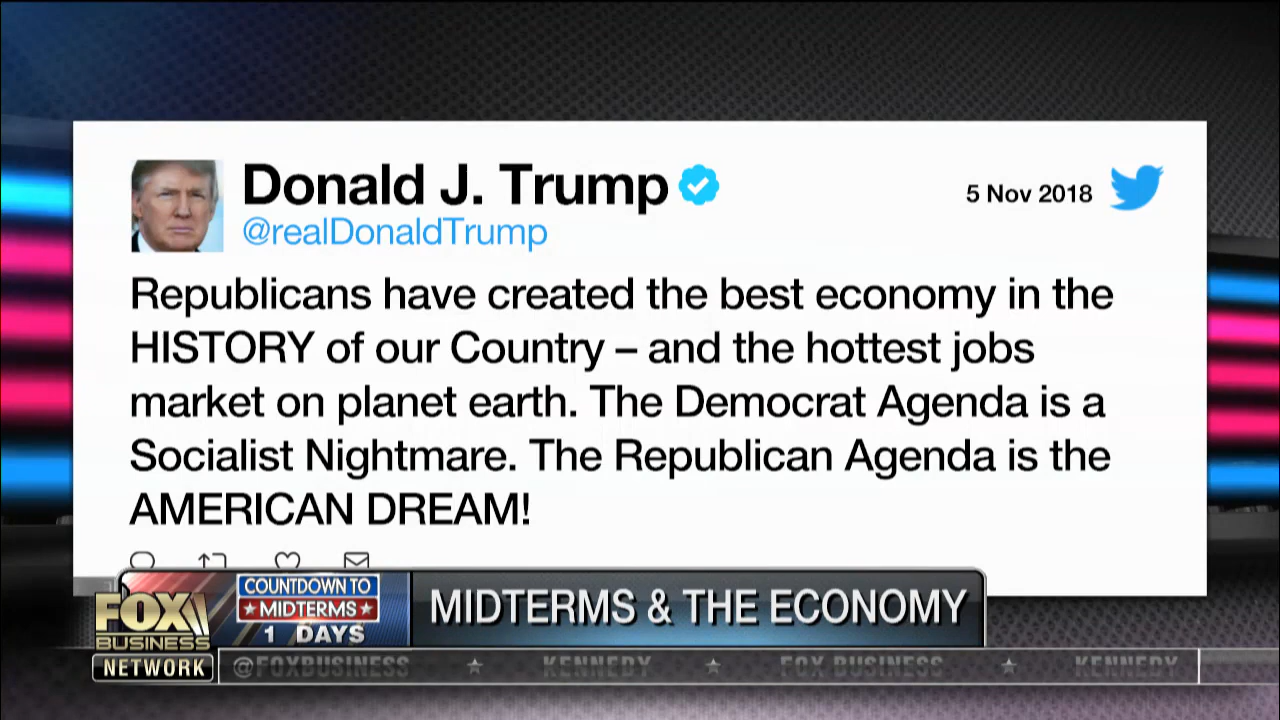 Donald J. Trump
@realDonaldTrump
5 Nov 2018
Republicans have created the best economy in the
HISTORY of our Country – and the hottest jobs
market on planet earth. The Democrat Agenda is a
Socialist Nightmare. The Republican Agenda is the
AMERICAN DREAM!
COUNTDOWN TO
MIDTERMS
1 DAYS
MIDTERMS & THE ECONOMY
FOX
BUSINESS
NETWORK
@FOXBUSINESS ★ KENNEDY ★ FOX BUSINESS ★ KENNEDY